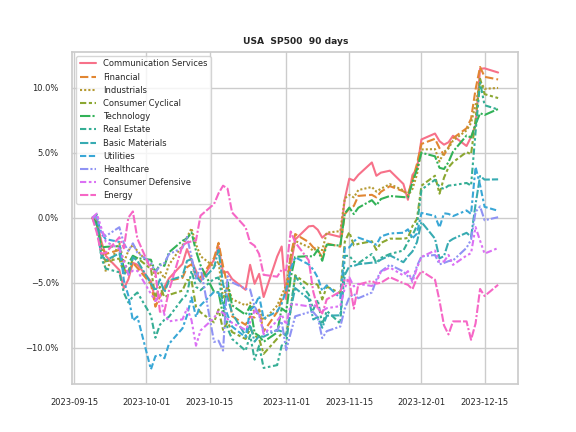 USA  SP500  90 days
Communication Services
Financial
Industrials
Consumer Cyclical
Technology
Real Estate
Basic Materials
Utilities
Healthcare
Consumer Defensive
Energy
10.0%
5.0%
0.0%
−5.0%
−10.0%
2023-09-15 2023-10-01 2023-10-15 2023-11-01 2023-11-15 2023-12-01 2023-12-15